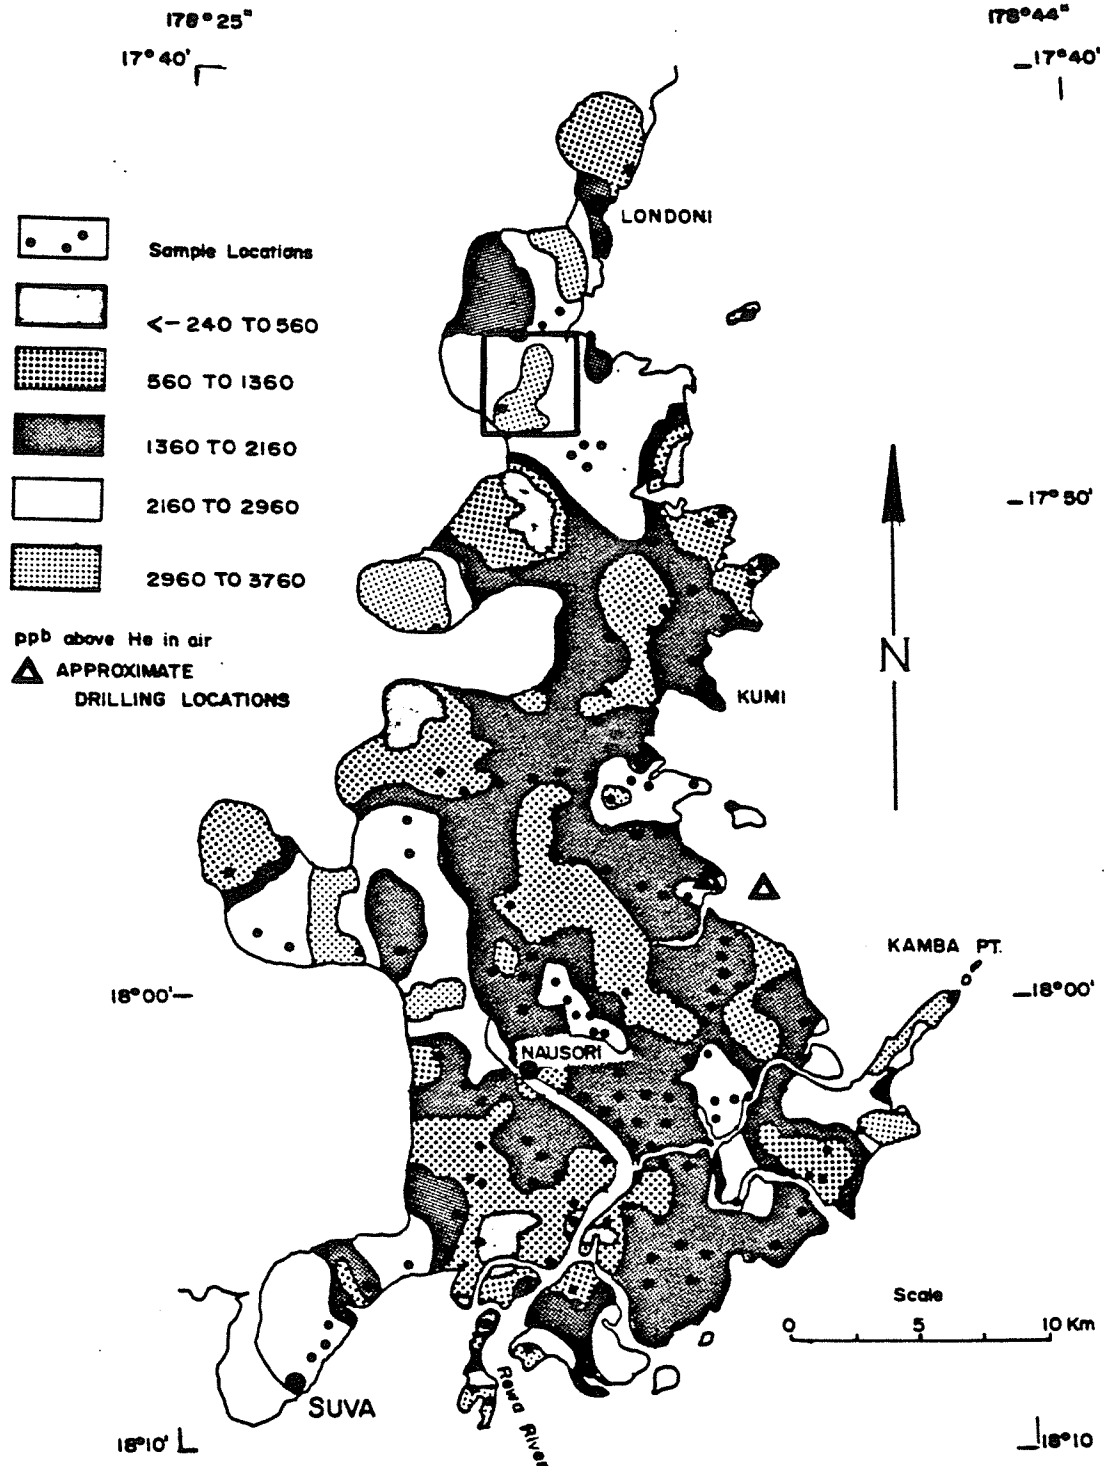 178°25"
178°44"
17°40'
17°40'
LONDONI
Sample Locations
<-240 TO 560
560 TO 1360
1360 TO 2160
2160 TO 2960
2960 TO 3760
ppb above He in air
APPROXIMATE
DRILLING LOCATIONS
17°50'
N
KUMI
KAMBA PT.
18°00'
18°00'
NAUSORI
Scale
0 5 10 Km
SUVA
Rewa River
18°10'
18°10